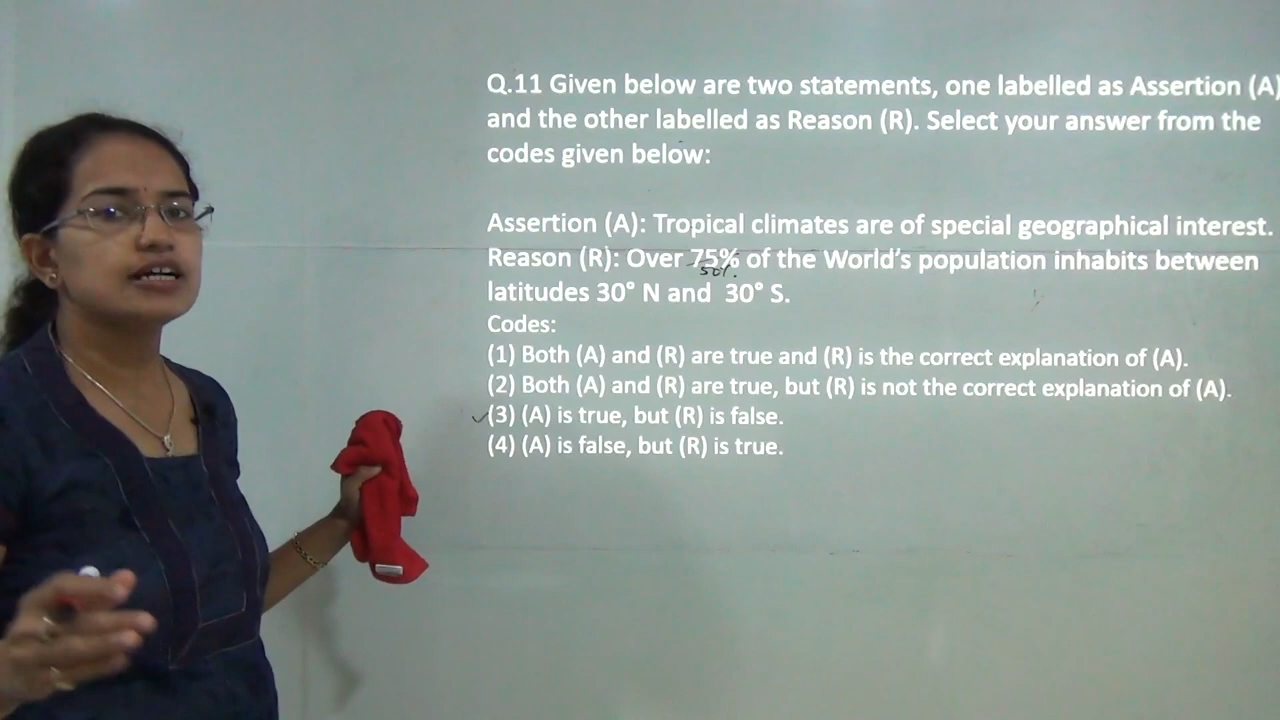 Q.11 Given below are two statements, one labelled as Assertion (A)
and the other labelled as Reason (R). Select your answer from the
codes given below:
Assertion (A): Tropical climates are of special geographical interest.
Reason (R): Over 75% of the World's population inhabits between
50%.
latitudes 30° N and 30° S.
Codes:
(1) Both (A) and (R) are true and (R) is the correct explanation of (A).
(2) Both (A) and (R) are true, but (R) is not the correct explanation of (A).
(3) (A) is true, but (R) is false.
(4) (A) is false, but (R) is true.